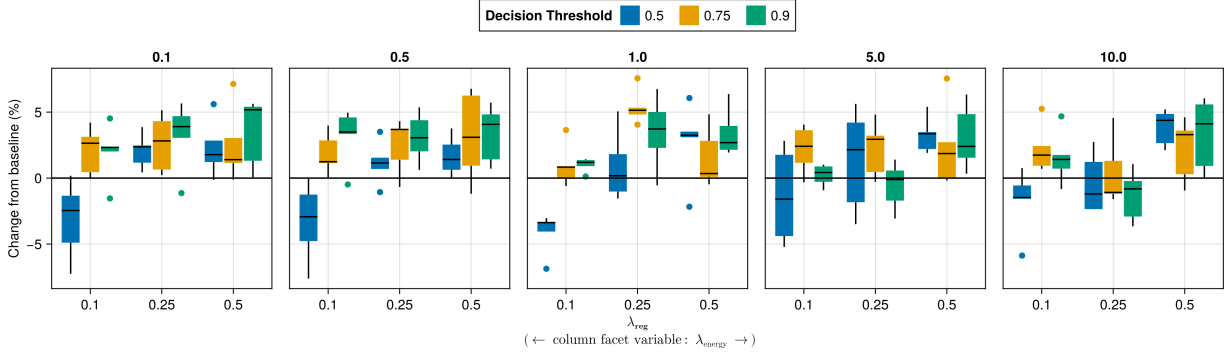 Decision Threshold 0.5 0.75 0.9
0.1 0.5 1.0 5.0 10.0
Change from baseline (%)
5
0
−5
0.1 0.25 0.5 0.1 0.25 0.5 0.1 0.25 0.5 0.1 0.25 0.5 0.1 0.25 0.5
λreg
( ← column facet variable : λenergy → )